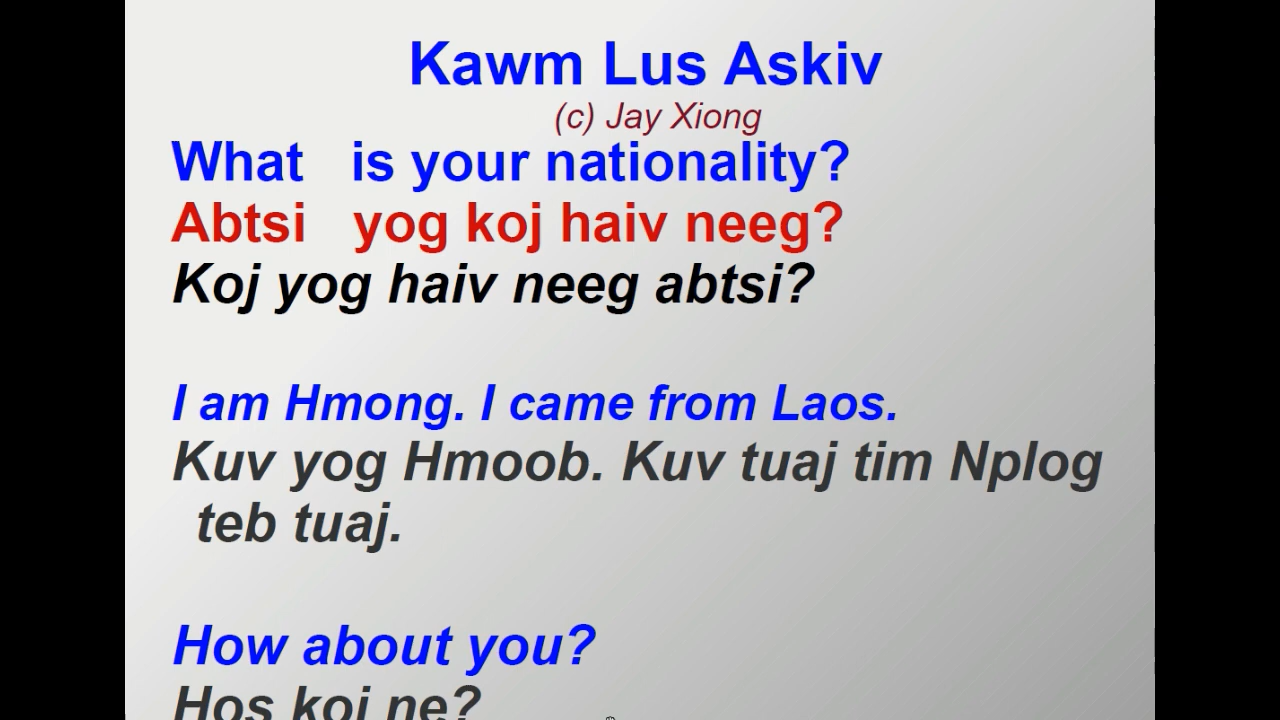 Kawm Lus Askiv
(c) Jay Xiong
What is your nationality?
Abtsi yog koj haiv neeg?
Koj yog haiv neeg abtsi?
I am Hmong. I came from Laos.
Kuv yog Hmoob. Kuv tuaj tim Nplog
teb tuaj.
How about you?
Hos koj ne?